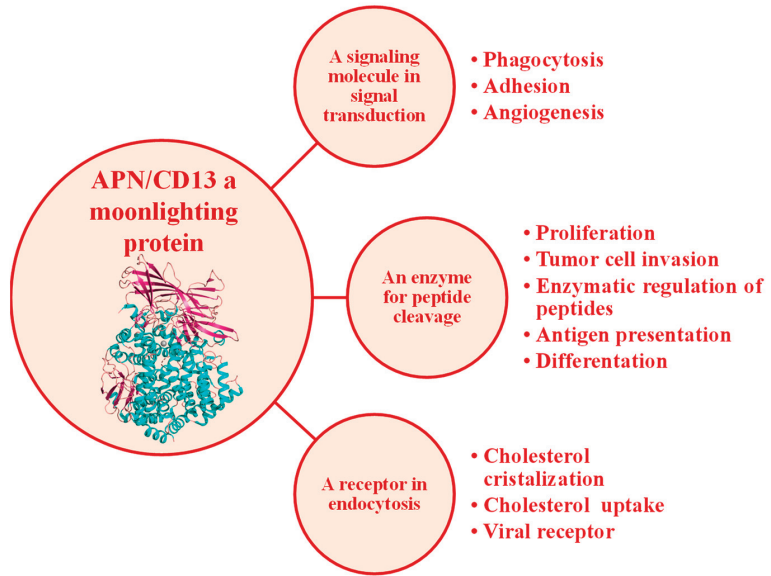 A signaling
molecule in
signal
transduction
• Phagocytosis
• Adhesion
• Angiogenesis
APN/CD13 a
moonlighting
protein
An enzyme
for peptide
cleavage
• Proliferation
• Tumor cell invasion
• Enzymatic regulation of
peptides
• Antigen presentation
• Differentation
A receptor in
endocytosis
• Cholesterol
cristalization
• Cholesterol uptake
• Viral receptor